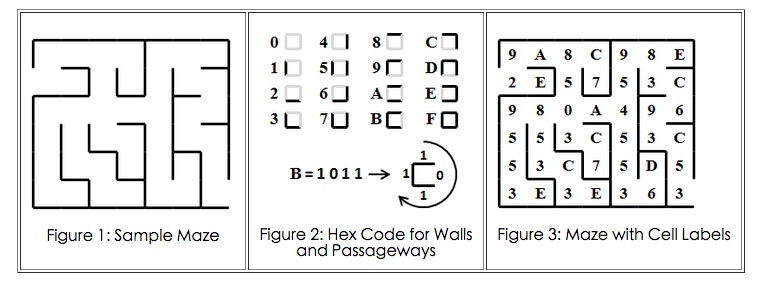 0 4 8 C
1 5 9 D
2 6 A E
3 7 B F
B = 1 0 1 1
1
1 0
1
9 A 8 C 9 8 E
2 E 5 7 5 3 C
9 8 0 A 4 9 6
5 5 3 C 5 3 C
5 3 C 7 5 D 5
3 E 3 E 3 6 3
Figure 1: Sample Maze
Figure 2: Hex Code for Walls
and Passageways
Figure 3: Maze with Cell Labels